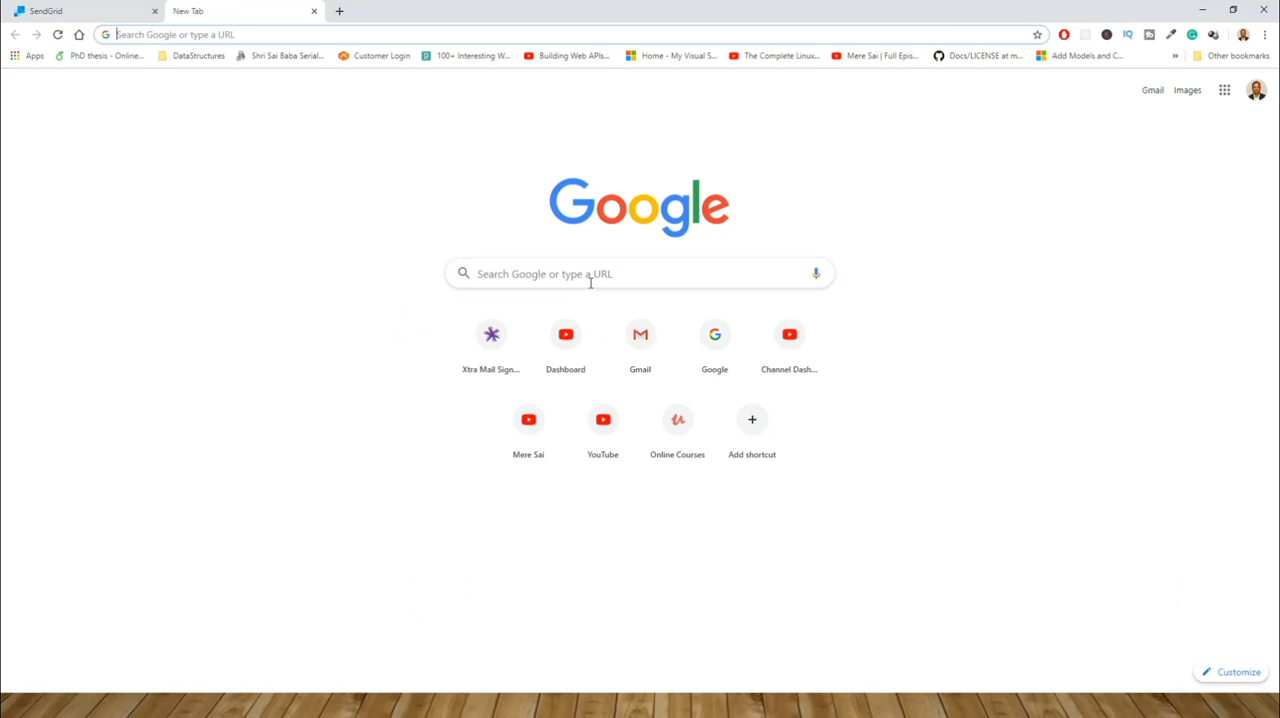 SendGrid
New Tab
Search Google or type a URL
Apps
PhD thesis - Online...
DataStructures
Shri Sai Baba Serial...
Customer Login
100+ Interesting W...
Building Web APIs...
Home - My Visual S...
The Complete Linux...
Mere Sai | Full Epis...
Docs/LICENSE at m...
Add Models and C...
»
Other bookmarks
Gmail
Images
Google
Search Google or type a URL
Xtra Mail Sign...
Dashboard
Gmail
Google
Channel Dash...
Mere Sai
YouTube
Online Courses
Add shortcut
Customize